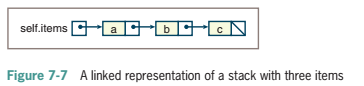 self.items a b c
Figure 7-7 A linked representation of a stack with three items